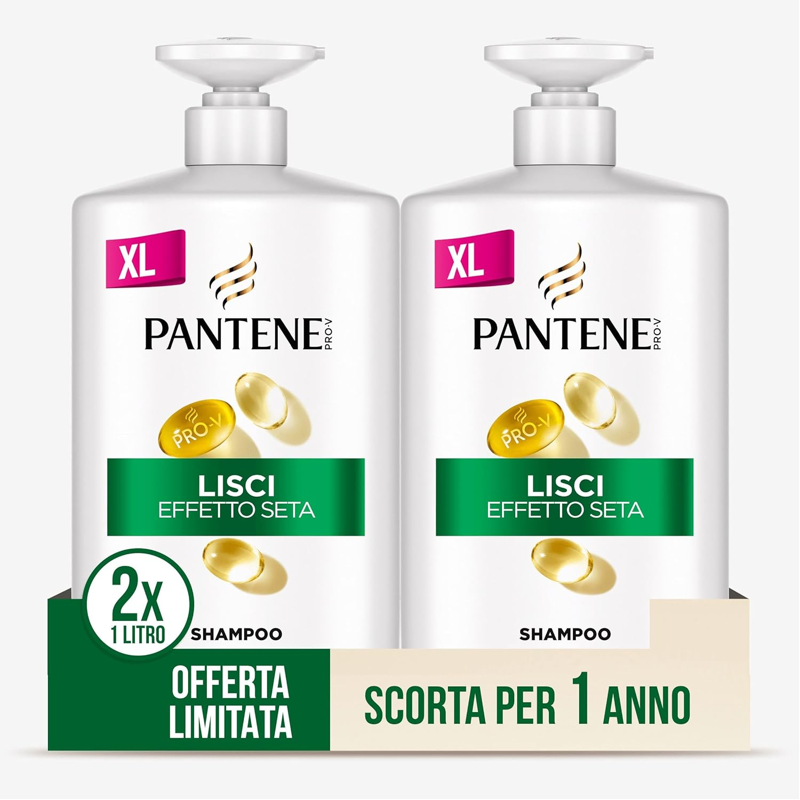 XL
PANTENE
PRO-V
PRO-V
LISCI
EFFETTO SETA
SHAMPOO
XL
PANTENE
PRO-V
PRO-V
LISCI
EFFETTO SETA
SHAMPOO
2x
1 LITRO
OFFERTA
LIMITATA
SCORTA PER 1 ANNO